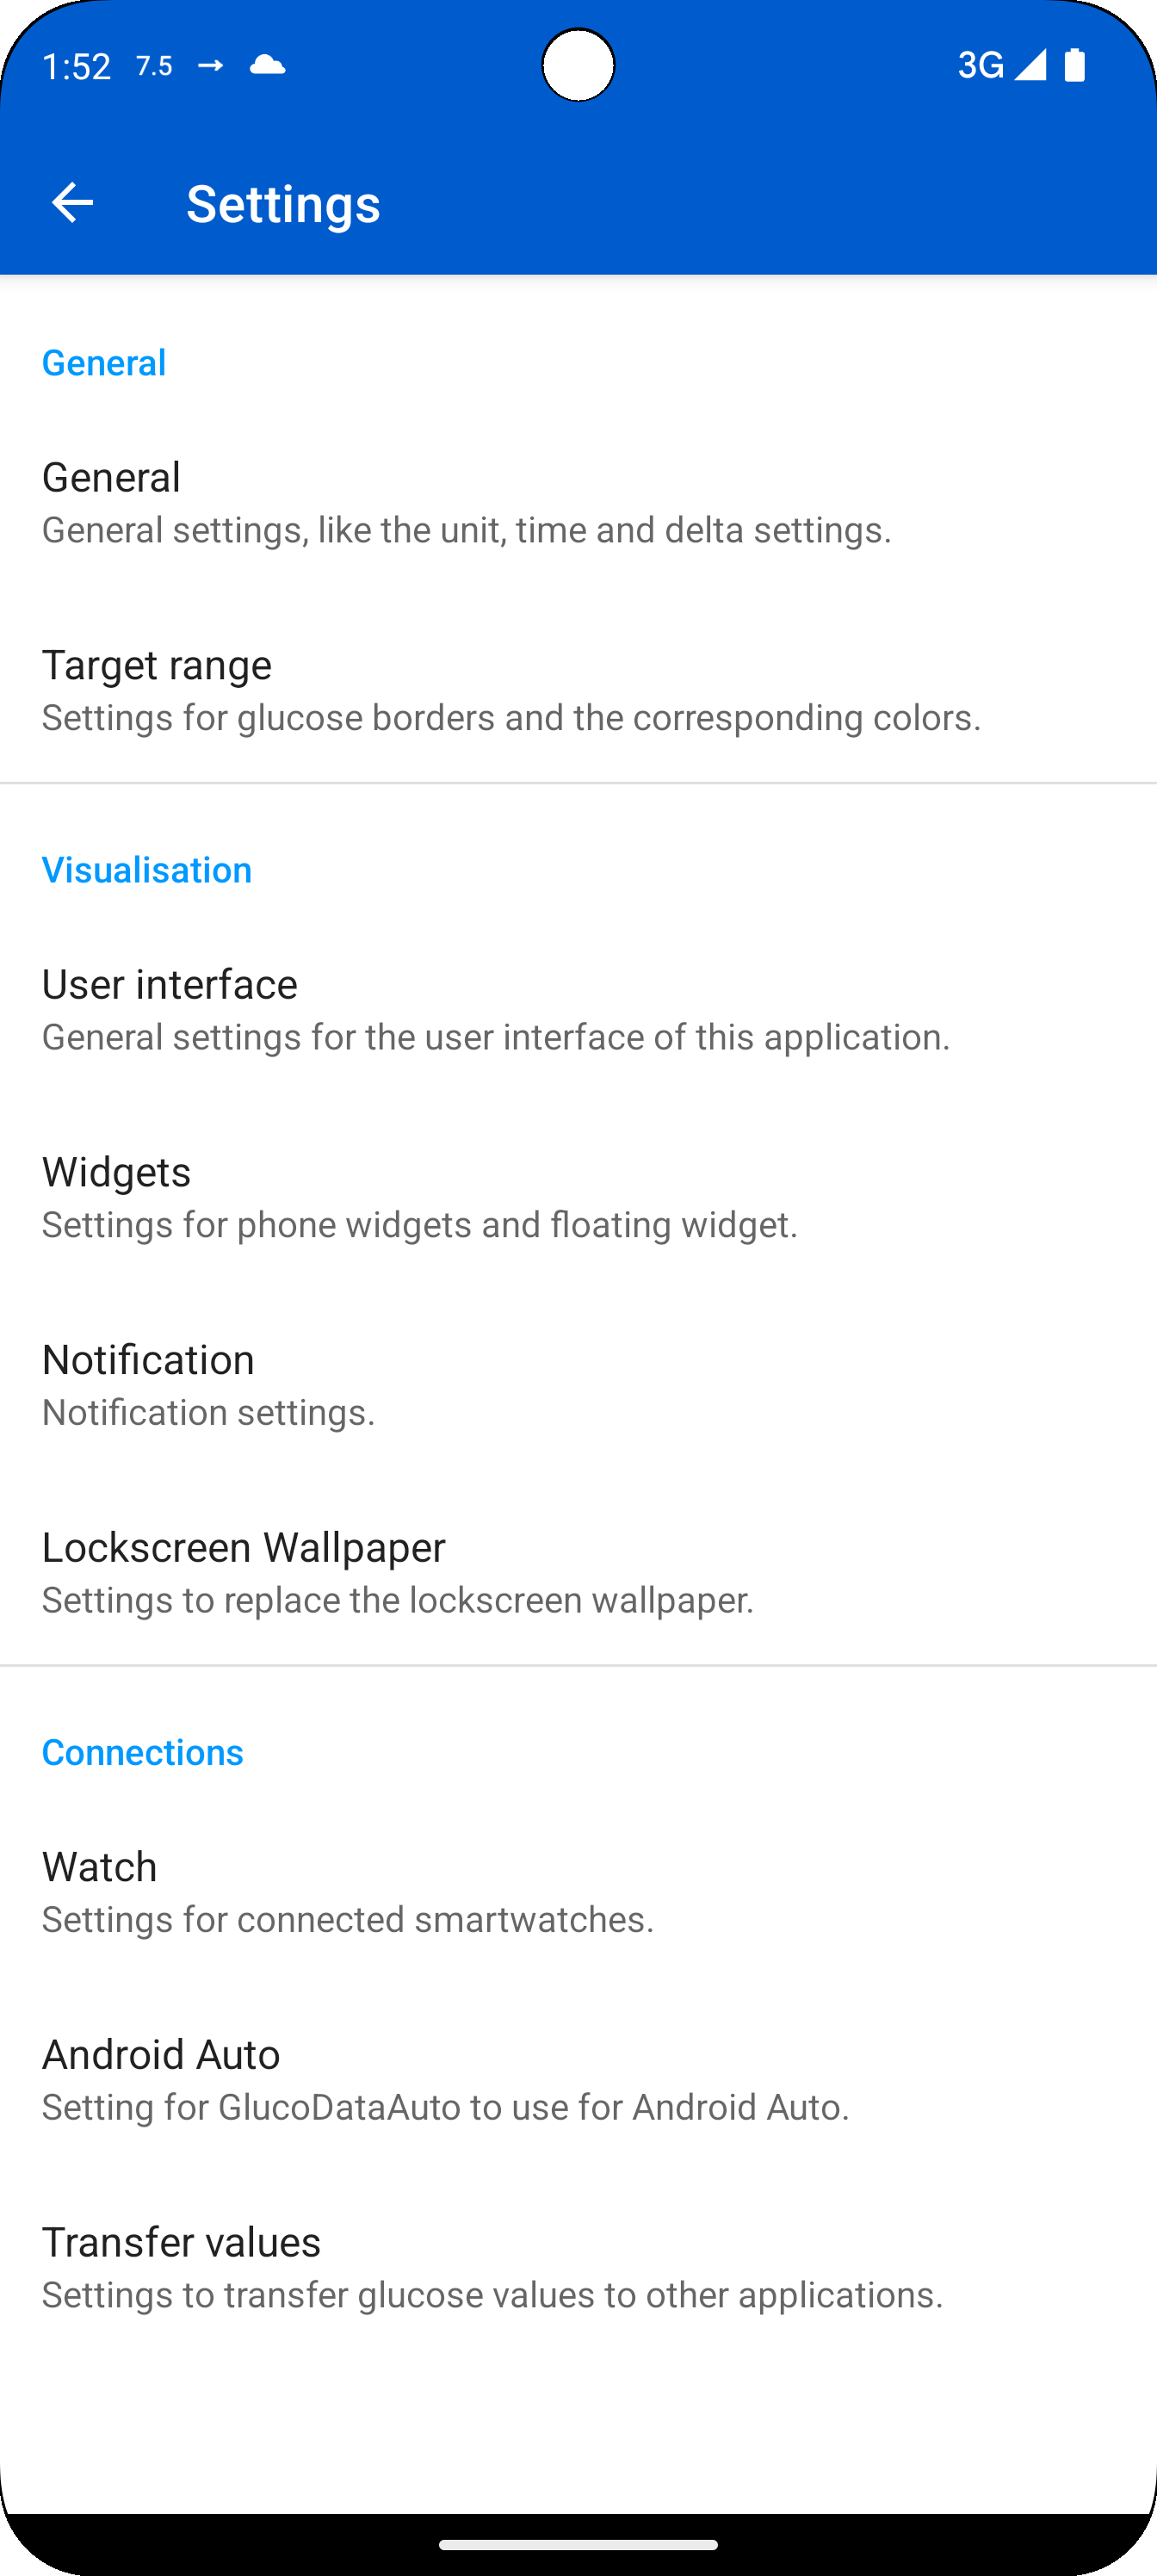 1:52 7.5 → 3G
Settings
General
General
General settings, like the unit, time and delta settings.
Target range
Settings for glucose borders and the corresponding colors.
Visualisation
User interface
General settings for the user interface of this application.
Widgets
Settings for phone widgets and floating widget.
Notification
Notification settings.
Lockscreen Wallpaper
Settings to replace the lockscreen wallpaper.
Connections
Watch
Settings for connected smartwatches.
Android Auto
Setting for GlucoDataAuto to use for Android Auto.
Transfer values
Settings to transfer glucose values to other applications.